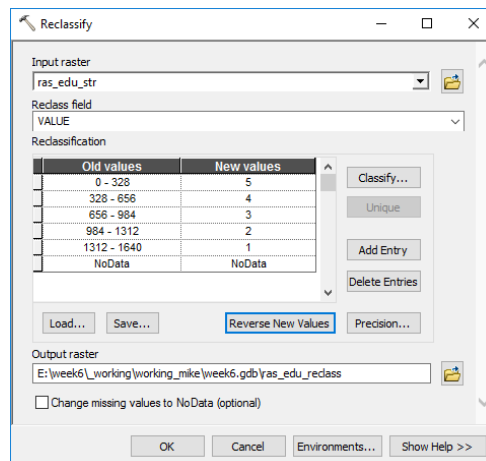 Reclassify
Input raster
ras_edu_str
Reclass field
VALUE
Reclassification
Old values New values
0 - 328 5
328 - 656 4
656 - 984 3
984 - 1312 2
1312 - 1640 1
NoData NoData
Classify...
Unique
Add Entry
Delete Entries
Load... Save... Reverse New Values Precision...
Output raster
E:\week6\_working\working_mike\week6.gdb\ras_edu_reclass
Change missing values to NoData (optional)
OK Cancel Environments... Show Help >>